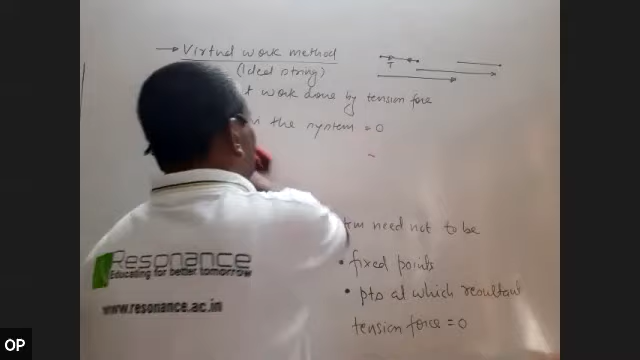 → Virtual work method
(Ideal string)
T
work done by tension force
the system = 0
need not to be
• fixed points
• pts at which resultant
tension force = 0
Resonance
Educating for better tomorrow
www.resonance.ac.in
OP